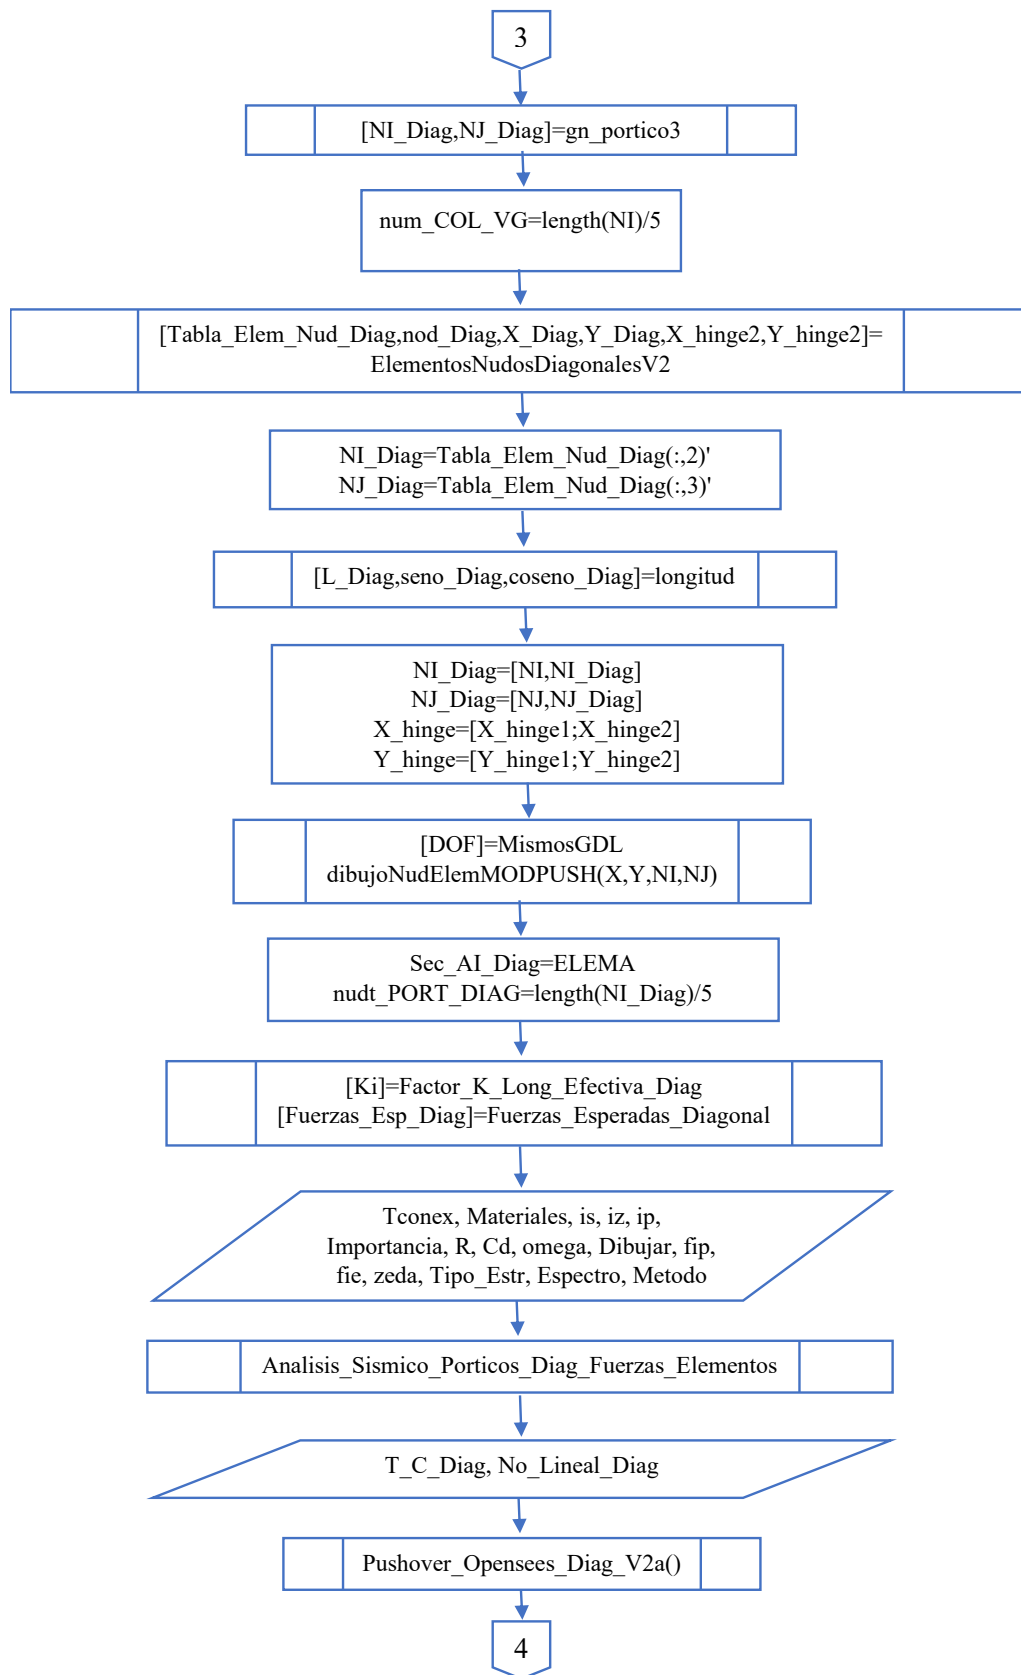 3
[NI_Diag,NJ_Diag]=gn_portico3
num_COL_VG=length(NI)/5
[Tabla_Elem_Nud_Diag,nod_Diag,X_Diag,Y_Diag,X_hinge2,Y_hinge2]=
ElementosNudosDiagonalesV2
NI_Diag=Tabla_Elem_Nud_Diag(:,2)'
NJ_Diag=Tabla_Elem_Nud_Diag(:,3)'
[L_Diag,seno_Diag,coseno_Diag]=longitud
NI_Diag=[NI,NI_Diag]
NJ_Diag=[NJ,NJ_Diag]
X_hinge=[X_hinge1;X_hinge2]
Y_hinge=[Y_hinge1;Y_hinge2]
[DOF]=MismosGDL
dibujoNudElemMODPUSH(X,Y,NI,NJ)
Sec_AI_Diag=ELEMA
nudt_PORT_DIAG=length(NI_Diag)/5
[Ki]=Factor_K_Long_Efectiva_Diag
[Fuerzas_Esp_Diag]=Fuerzas_Esperadas_Diagonal
Tconex, Materiales, is, iz, ip,
Importancia, R, Cd, omega, Dibujar, fip,
fie, zeda, Tipo_Estr, Espectro, Metodo
Analisis_Sismico_Porticos_Diag_Fuerzas_Elementos
T_C_Diag, No_Lineal_Diag
Pushover_Opensees_Diag_V2a()
4